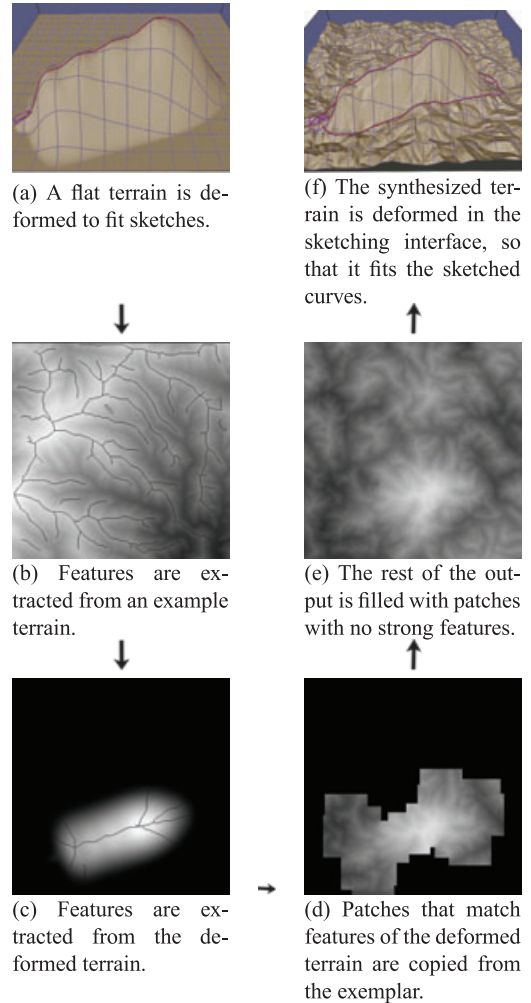 (a) A flat terrain is de-
formed to fit sketches.
(b) Features are ex-
tracted from an example
terrain.
(c) Features are ex-
tracted from the de-
formed terrain.
(d) Patches that match
features of the deformed
terrain are copied from
the exemplar.
(e) The rest of the out-
put is filled with patches
with no strong features.
(f) The synthesized ter-
rain is deformed in the
sketching interface, so
that it fits the sketched
curves.